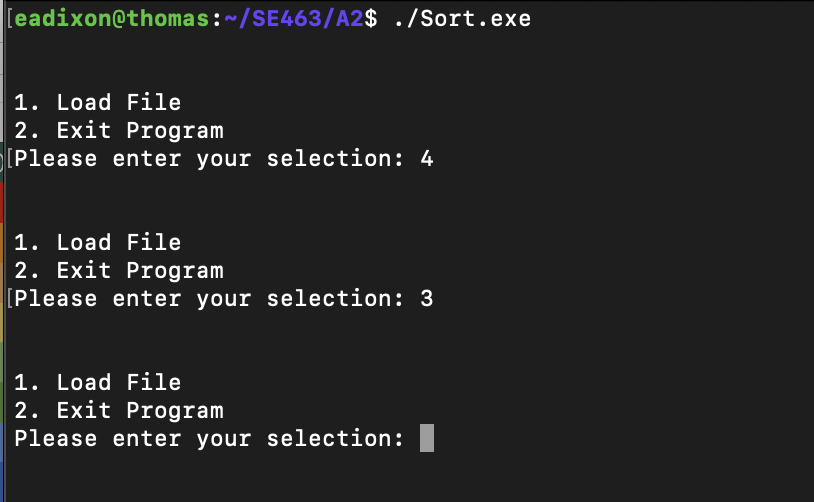 [eadixon@thomas:~/SE463/A2$ ./Sort.exe
1. Load File
2. Exit Program
[Please enter your selection: 4
1. Load File
2. Exit Program
[Please enter your selection: 3
1. Load File
2. Exit Program
Please enter your selection: